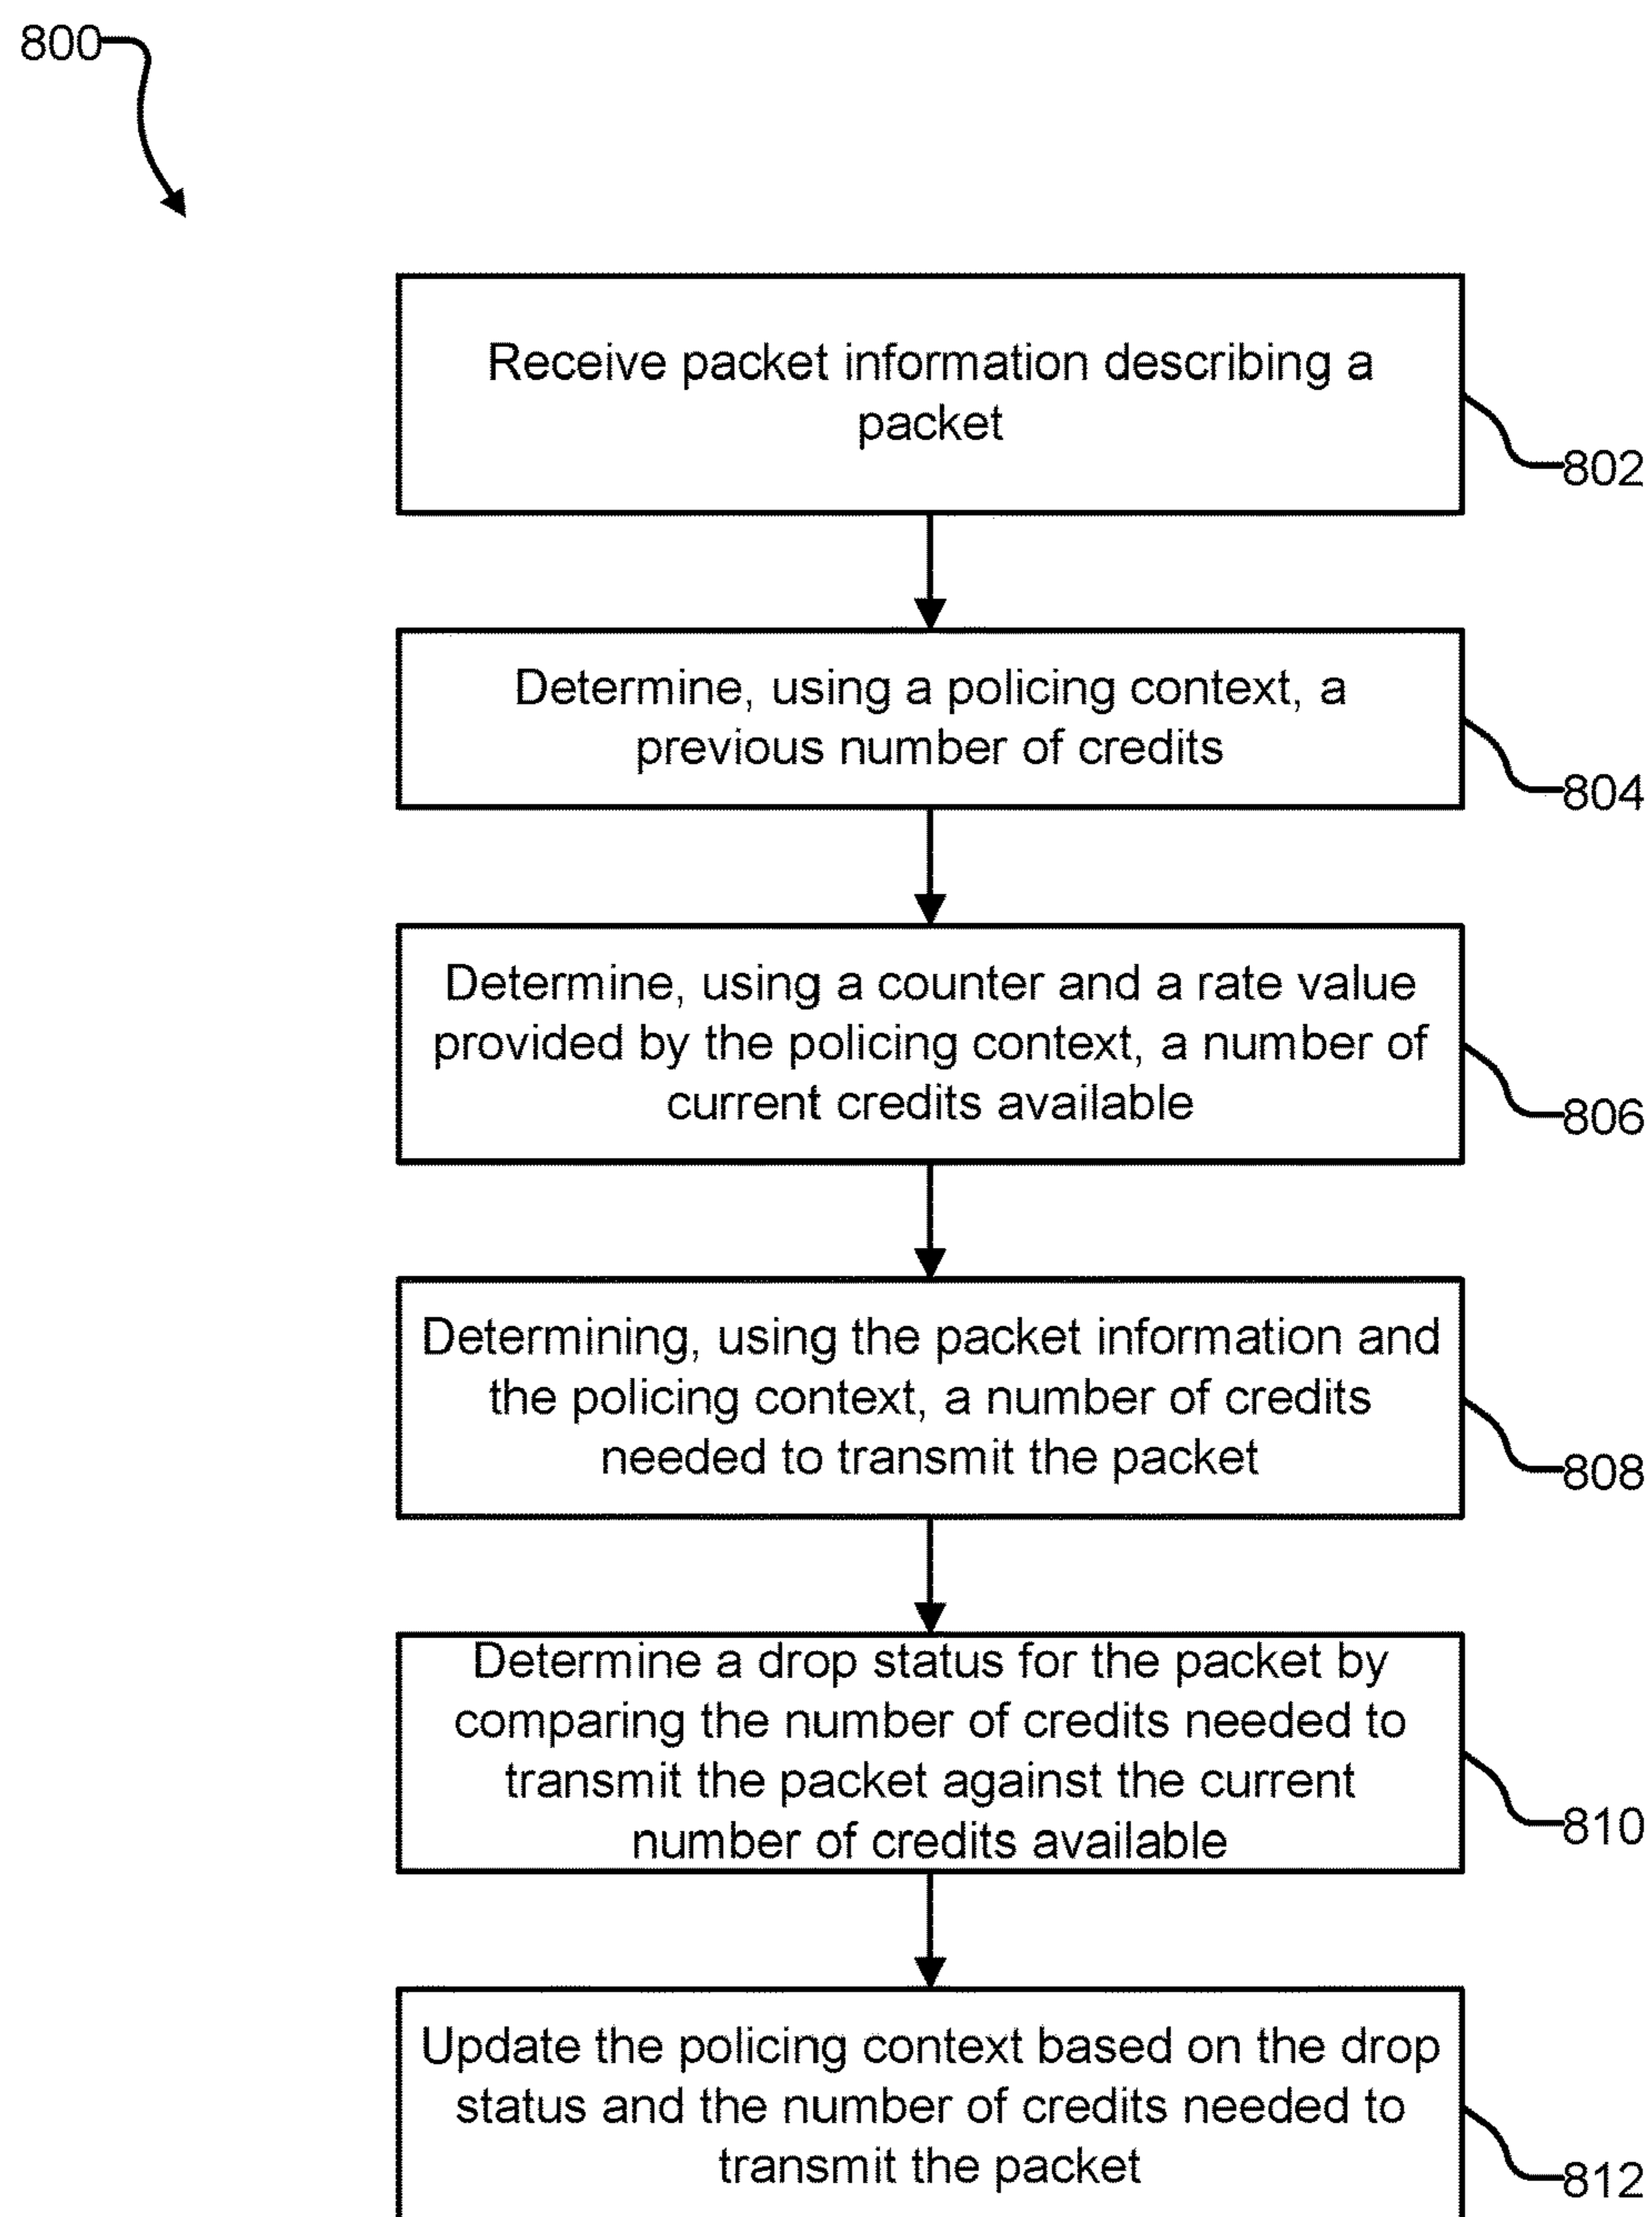 800
Receive packet information describing a
packet
802
Determine, using a policing context, a
previous number of credits
804
Determine, using a counter and a rate value
provided by the policing context, a number of
current credits available
806
Determining, using the packet information and
the policing context, a number of credits
needed to transmit the packet
808
Determine a drop status for the packet by
comparing the number of credits needed to
transmit the packet against the current
number of credits available
810
Update the policing context based on the drop
status and the number of credits needed to
transmit the packet
812